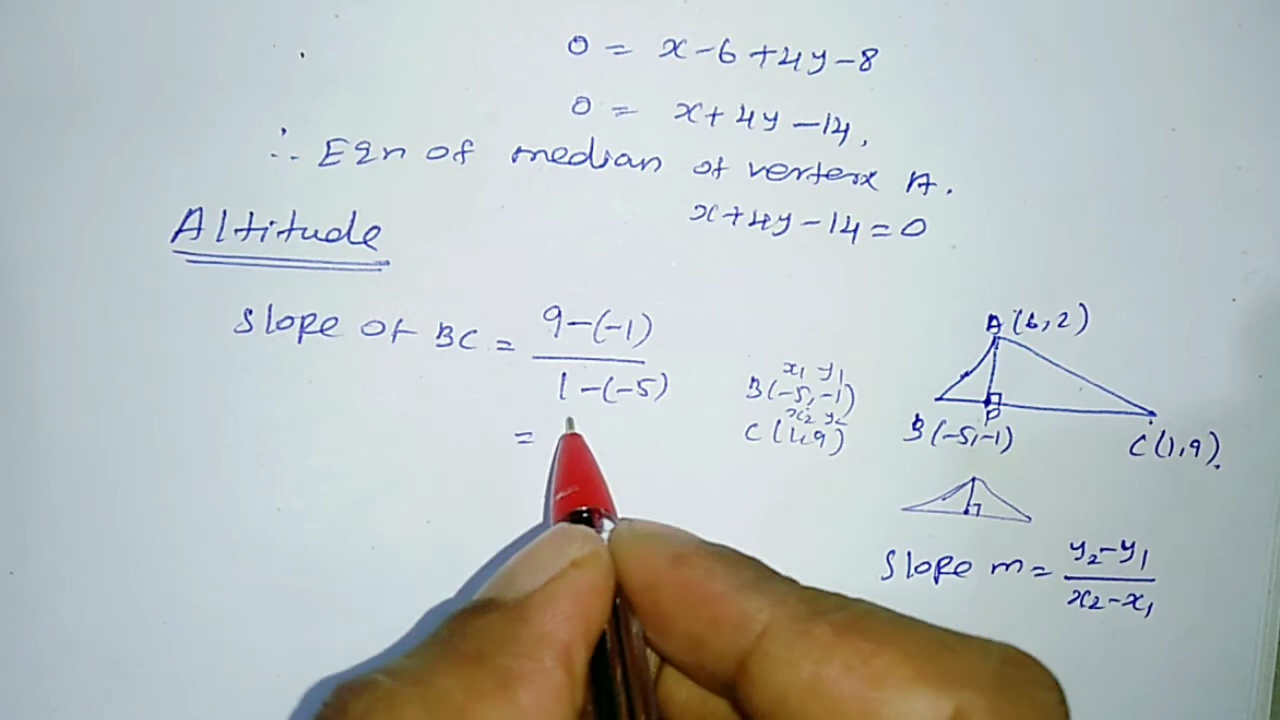 0 = x-6+4y-8
0 = x+4y-14,
∴ Eqn of median of vertex A.
x+4y-14=0
Altitude
Slope of BC = 9-(-1)
1-(-5)
=
x1 y1
B(-5,-1)
x2 y2
C(1,9)
A(6,2)
D
B(-5,-1)
C(1,9).
Slope m = y2-y1
x2-x1